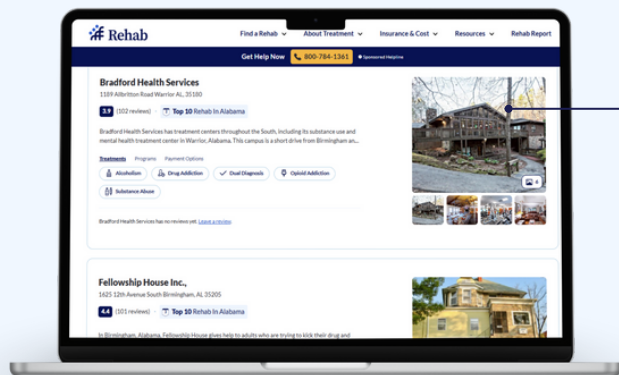 Rehab
Find a Rehab
About Treatment
Insurance & Cost
Resources
Rehab Report
Get Help Now
800-784-1361
Sponsored Helpline
Bradford Health Services
1189 Allbritton Road Warrior AL, 35180
3.9 (102 reviews) · Top 10 Rehab In Alabama
Bradford Health Services has treatment centers throughout the South, including its substance use and
mental health treatment center in Warrior, Alabama. This campus is a short drive from Birmingham an...
Treatments Programs Payment Options
Alcoholism Drug Addiction Dual Diagnosis Opioid Addiction
Substance Abuse
6
Bradford Health Services has no reviews yet. Leave a review.
Fellowship House Inc.,
1625 12th Avenue South Birmingham, AL 35205
4.4 (101 reviews) · Top 10 Rehab In Alabama
In Birmingham, Alabama, Fellowship House gives help to adults who are trying to kick their drug and